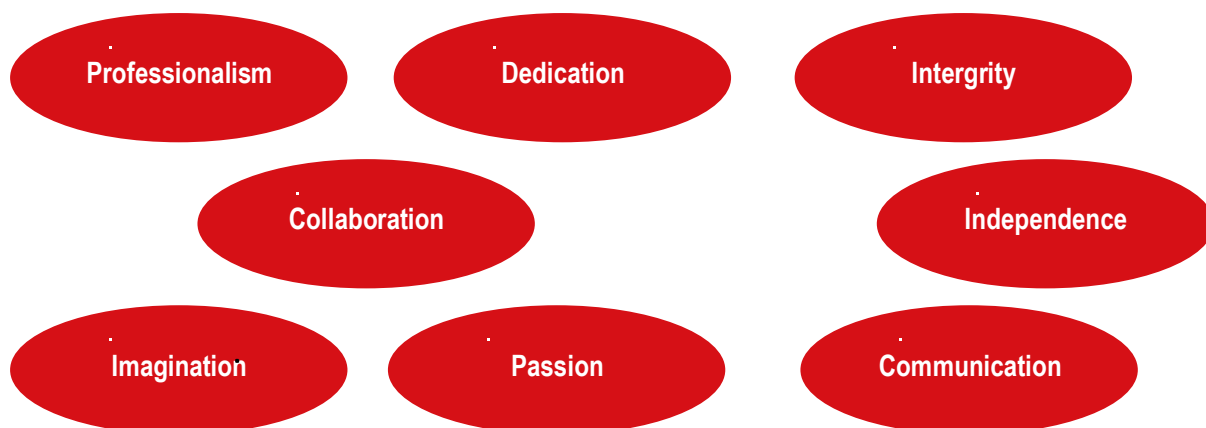 Professionalism
Dedication
Intergrity
Collaboration
Independence
Imagination
Passion
Communication